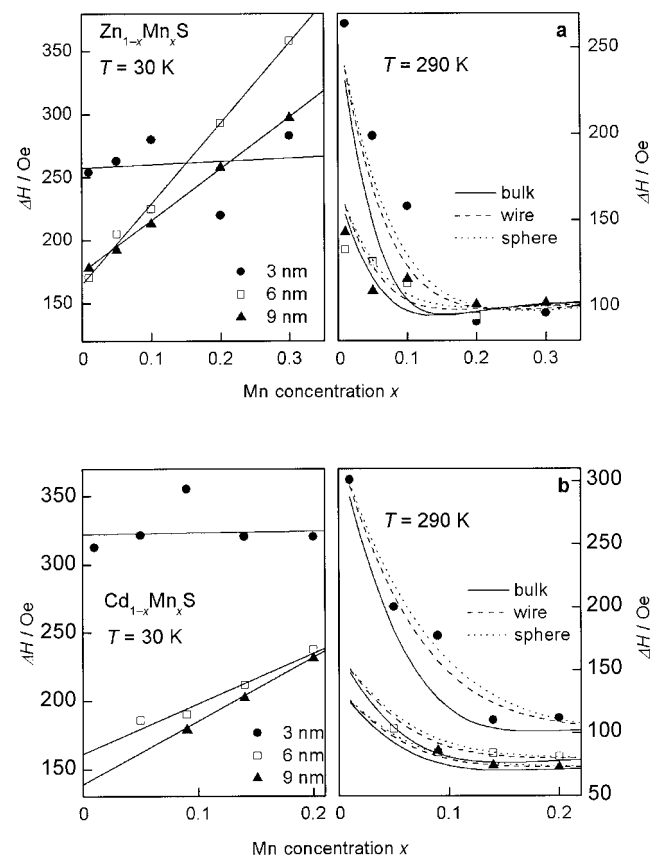 Zn1-xMnxS
T = 30 K
350
300
250
200
150
ΔH / Oe
3 nm
6 nm
9 nm
0
0.1
0.2
0.3
a
T = 290 K
bulk
wire
sphere
250
200
150
100
ΔH / Oe
0
0.1
0.2
0.3
Mn concentration x
350
300
250
200
150
ΔH / Oe
Cd1-xMnxS
T = 30 K
3 nm
6 nm
9 nm
0
0.1
0.2
b
T = 290 K
bulk
wire
sphere
300
250
200
150
100
50
ΔH / Oe
0
0.1
0.2
Mn concentration x